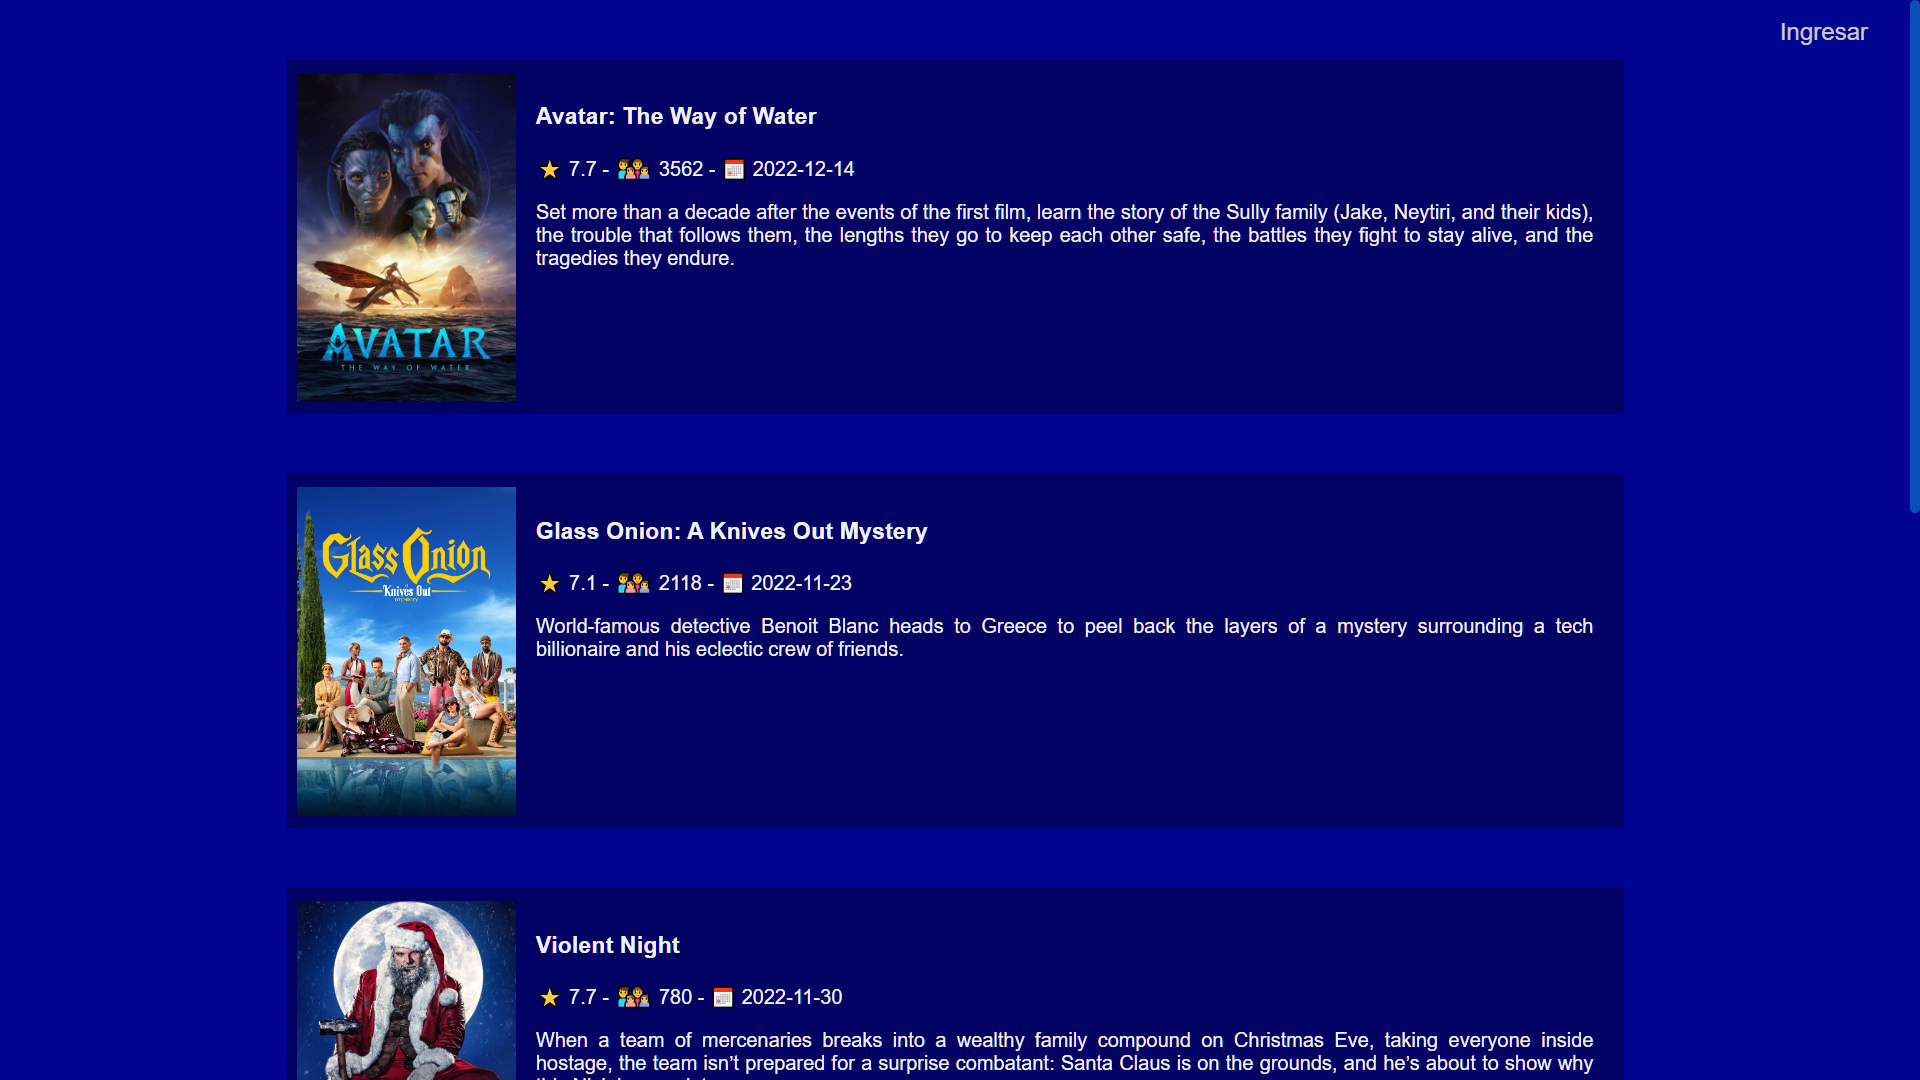 Ingresar
Avatar: The Way of Water
7.7 - 3562 - 2022-12-14
Set more than a decade after the events of the first film, learn the story of the Sully family (Jake, Neytiri, and their kids),
the trouble that follows them, the lengths they go to keep each other safe, the battles they fight to stay alive, and the
tragedies they endure.
AVATAR
THE WAY OF WATER
Glass Onion: A Knives Out Mystery
7.1 - 2118 - 2022-11-23
World-famous detective Benoit Blanc heads to Greece to peel back the layers of a mystery surrounding a tech
billionaire and his eclectic crew of friends.
Glass Onion
Knives Out
mystery
Violent Night
7.7 - 780 - 2022-11-30
When a team of mercenaries breaks into a wealthy family compound on Christmas Eve, taking everyone inside
hostage, the team isn’t prepared for a surprise combatant: Santa Claus is on the grounds, and he’s about to show why